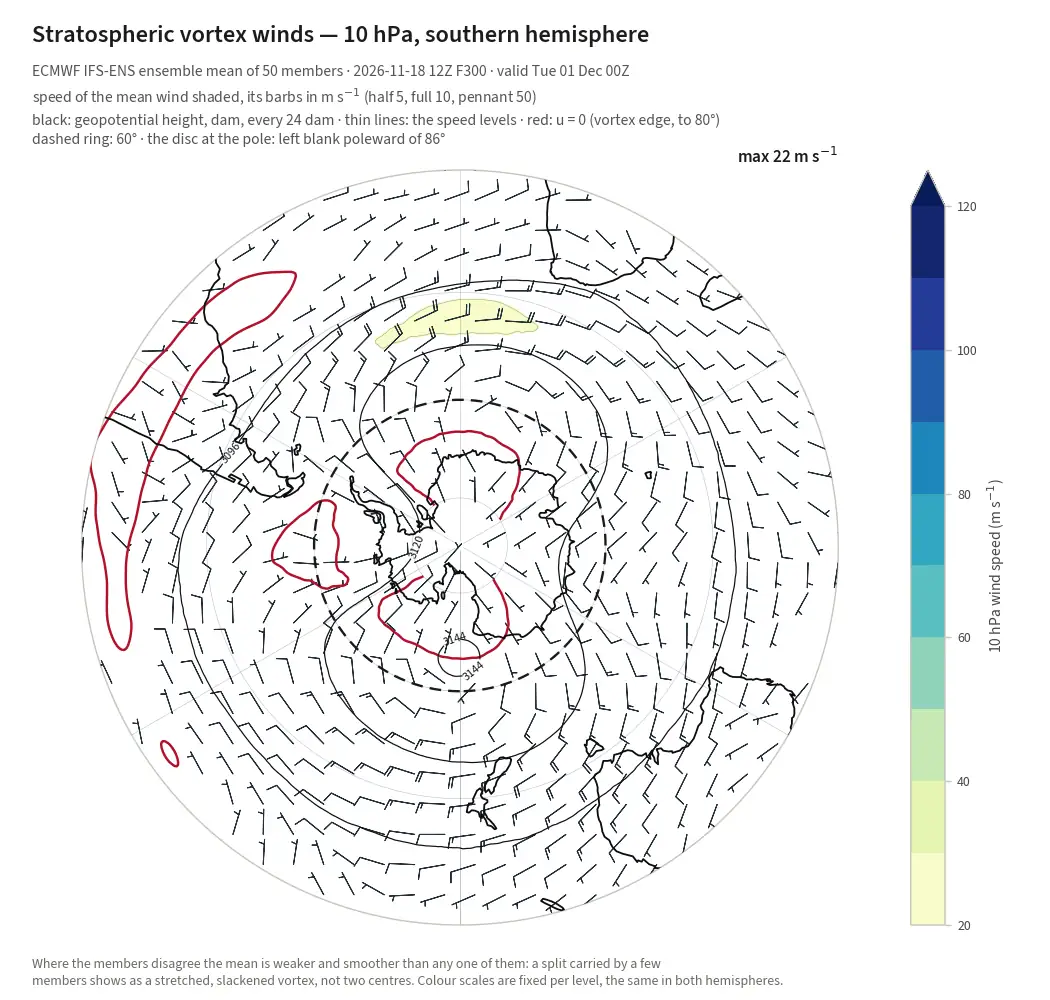 Stratospheric vortex winds — 10 hPa, southern hemisphere
ECMWF IFS-ENS ensemble mean of 50 members · 2026-11-18 12Z F300 · valid Tue 01 Dec 00Z
speed of the mean wind shaded, its barbs in m s⁻¹ (half 5, full 10, pennant 50)
black: geopotential height, dam, every 24 dam · thin lines: the speed levels · red: u = 0 (vortex edge, to 80°)
dashed ring: 60° · the disc at the pole: left blank poleward of 86°
max 22 m s⁻¹
120
100
80
60
40
20
10 hPa wind speed (m s⁻¹)
3096
3120
3144
3144
Where the members disagree the mean is weaker and smoother than any one of them: a split carried by a few
members shows as a stretched, slackened vortex, not two centres. Colour scales are fixed per level, the same in both hemispheres.